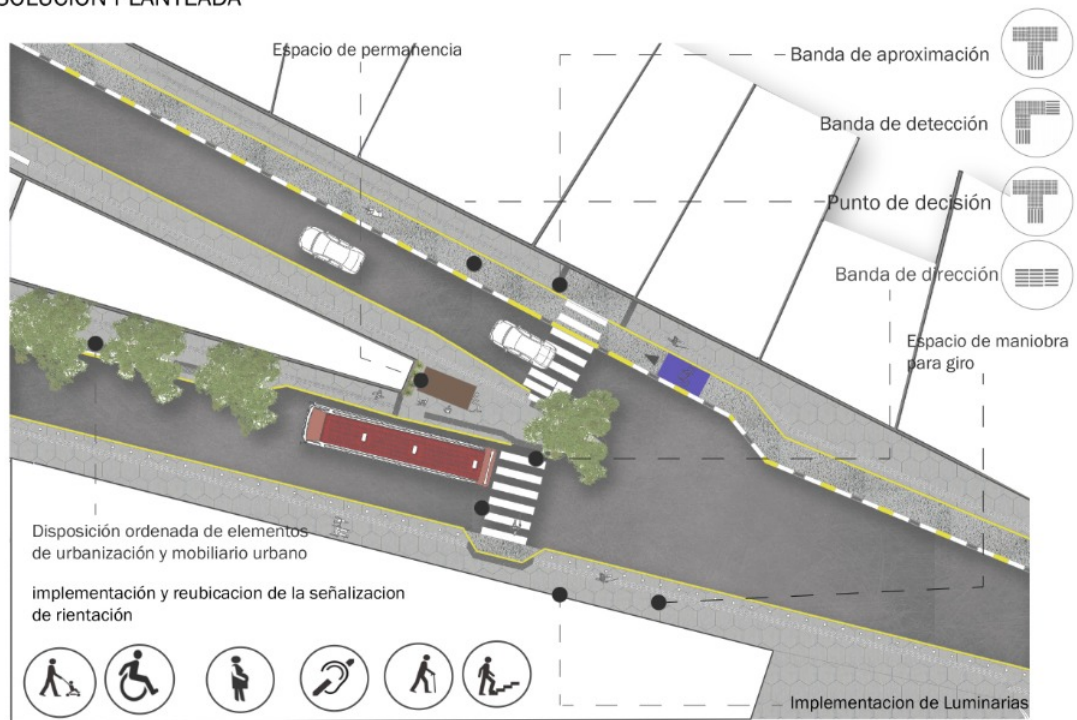 SOLUCIÓN PLANTEADA
Espacio de permanencia
Banda de aproximación
Banda de detección
Punto de decisión
Banda de dirección
Espacio de maniobra
para giro
Disposición ordenada de elementos
de urbanización y mobiliario urbano
implementación y reubicacion de la señalizacion
de rientación
Implementacion de Luminarias